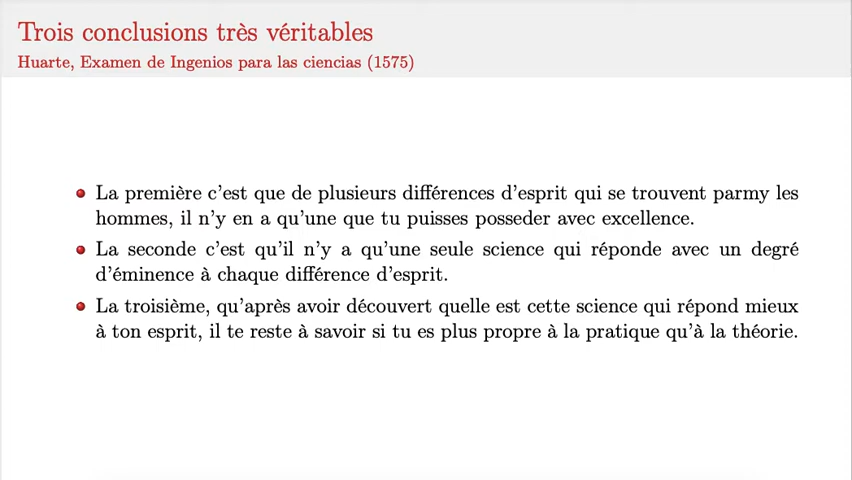 Trois conclusions très véritables
Huarte, Examen de Ingenios para las ciencias (1575)
La première c'est que de plusieurs différences d'esprit qui se trouvent parmy les
hommes, il n'y en a qu'une que tu puisses posseder avec excellence.
La seconde c'est qu'il n'y a qu'une seule science qui réponde avec un degré
d'éminence à chaque différence d'esprit.
La troisième, qu'après avoir découvert quelle est cette science qui répond mieux
à ton esprit, il te reste à savoir si tu es plus propre à la pratique qu'à la théorie.